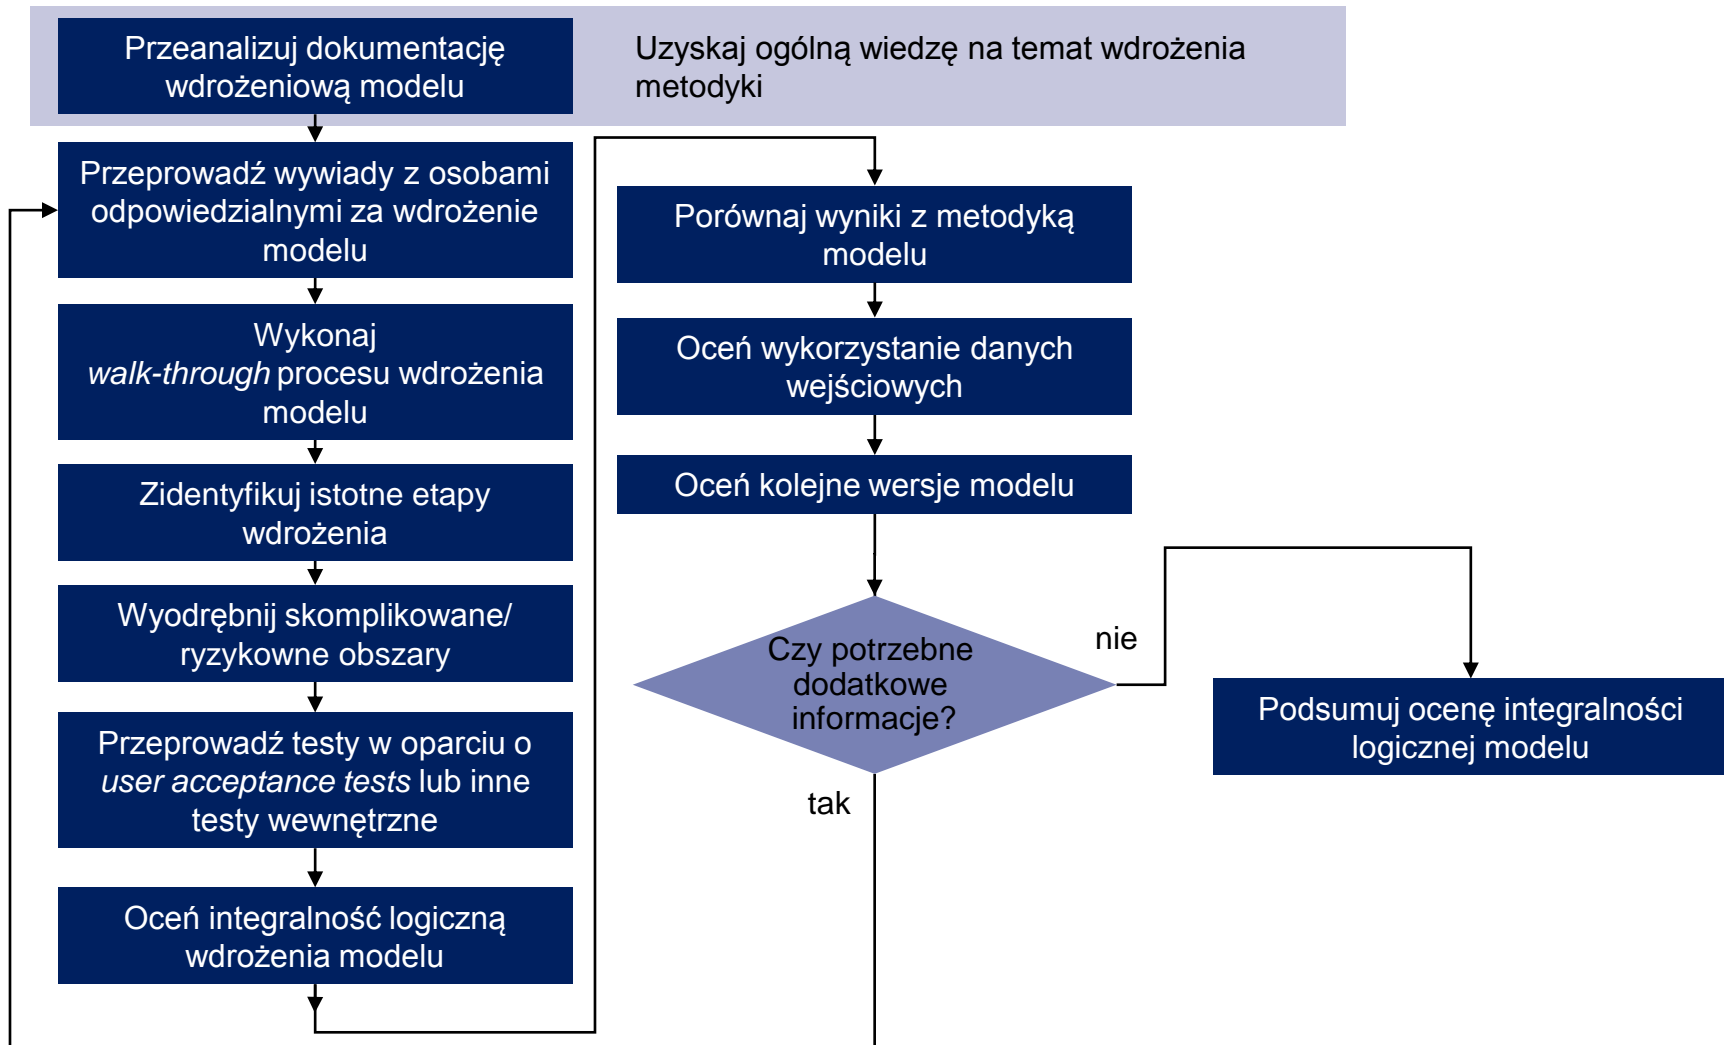 Przeanalizuj dokumentację
wdrożeniową modelu
Uzyskaj ogólną wiedzę na temat wdrożenia
metodyki
Przeprowadź wywiady z osobami
odpowiedzialnymi za wdrożenie
modelu
Wykonaj
walk-through procesu wdrożenia
modelu
Zidentyfikuj istotne etapy
wdrożenia
Wyodrębnij skomplikowane/
ryzykowne obszary
Przeprowadź testy w oparciu o
user acceptance tests lub inne
testy wewnętrzne
Oceń integralność logiczną
wdrożenia modelu
Porównaj wyniki z metodyką
modelu
Oceń wykorzystanie danych
wejściowych
Oceń kolejne wersje modelu
Czy potrzebne
dodatkowe
informacje?
nie
tak
Podsumuj ocenę integralności
logicznej modelu